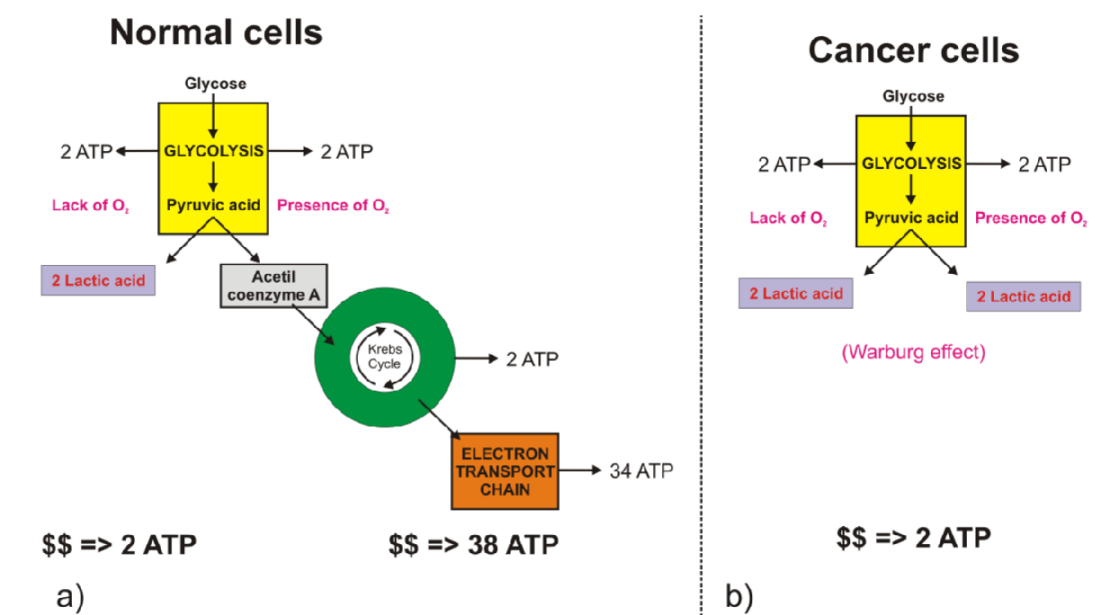 Normal cells
Glycose
2 ATP
GLYCOLYSIS
2 ATP
Lack of O₂
Pyruvic acid
Presence of O₂
2 Lactic acid
Acetil
coenzyme A
Krebs
Cycle
2 ATP
ELECTRON
TRANSPORT
CHAIN
34 ATP
$$ => 2 ATP
$$ => 38 ATP
a)
Cancer cells
Glycose
2 ATP
GLYCOLYSIS
2 ATP
Lack of O₂
Pyruvic acid
Presence of O₂
2 Lactic acid
2 Lactic acid
(Warburg effect)
$$ => 2 ATP
b)